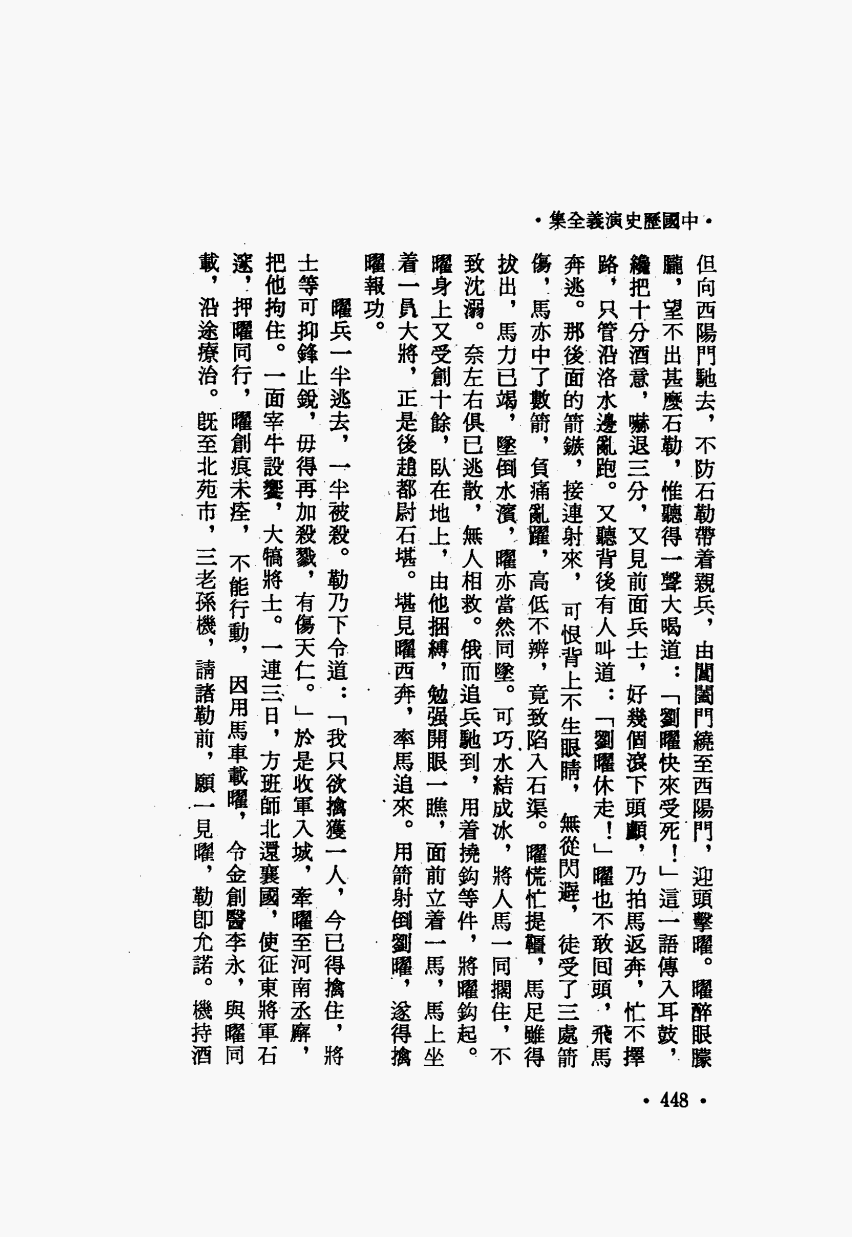 •中國歷史演義全集•
但向西陽門馳去，不防石勒帶着親兵，由閶闔門繞至西陽門，迎頭擊曜。曜醉眼朦
朧，望不出甚麼石勒，惟聽得一聲大喝道：「劉曜快來受死！」這一語傳入耳鼓，
纔把十分酒意，嚇退三分，又見前面兵士，好幾個滾下頭顱，乃拍馬返奔，忙不擇
路，只管沿洛水邊亂跑。又聽背後有人叫道：「劉曜休走！」曜也不敢回頭，飛馬
奔逃。那後面的箭鏃，接連射來，可恨背上不生眼睛，無從閃避，徒受了三處箭
傷，馬亦中了數箭，負痛亂躍，高低不辨，竟致陷入石渠。曜慌忙提韁，馬足雖得
拔出，馬力已竭，墜倒水濱，曜亦當然同墜。可巧水結成冰，將人馬一同擱住，不
致沈溺。奈左右俱已逃散，無人相救。俄而追兵馳到，用着撓鈎等件，將曜鈎起。
曜身上又受創十餘，臥在地上，由他捆縛，勉强開眼一瞧，面前立着一馬，馬上坐
着一員大將，正是後趙都尉石堪。堪見曜西奔，率馬追來。用箭射倒劉曜，遂得擒
曜報功。
曜兵一半逃去，一半被殺。勒乃下令道：「我只欲擒獲一人，今已得擒住，將
士等可抑鋒止銳，毋得再加殺戮，有傷天仁。」於是收軍入城，牽曜至河南丞廨，
把他拘住。一面宰牛設饗，大犒將士。一連三日，方班師北還襄國，使征東將軍石
邃，押曜同行，曜創痕未痊，不能行動，因用馬車載曜，令金創醫李永，與曜同
載，沿途療治。既至北苑市，三老孫機，請諸勒前，願一見曜，勒即允諾。機持酒
•448•